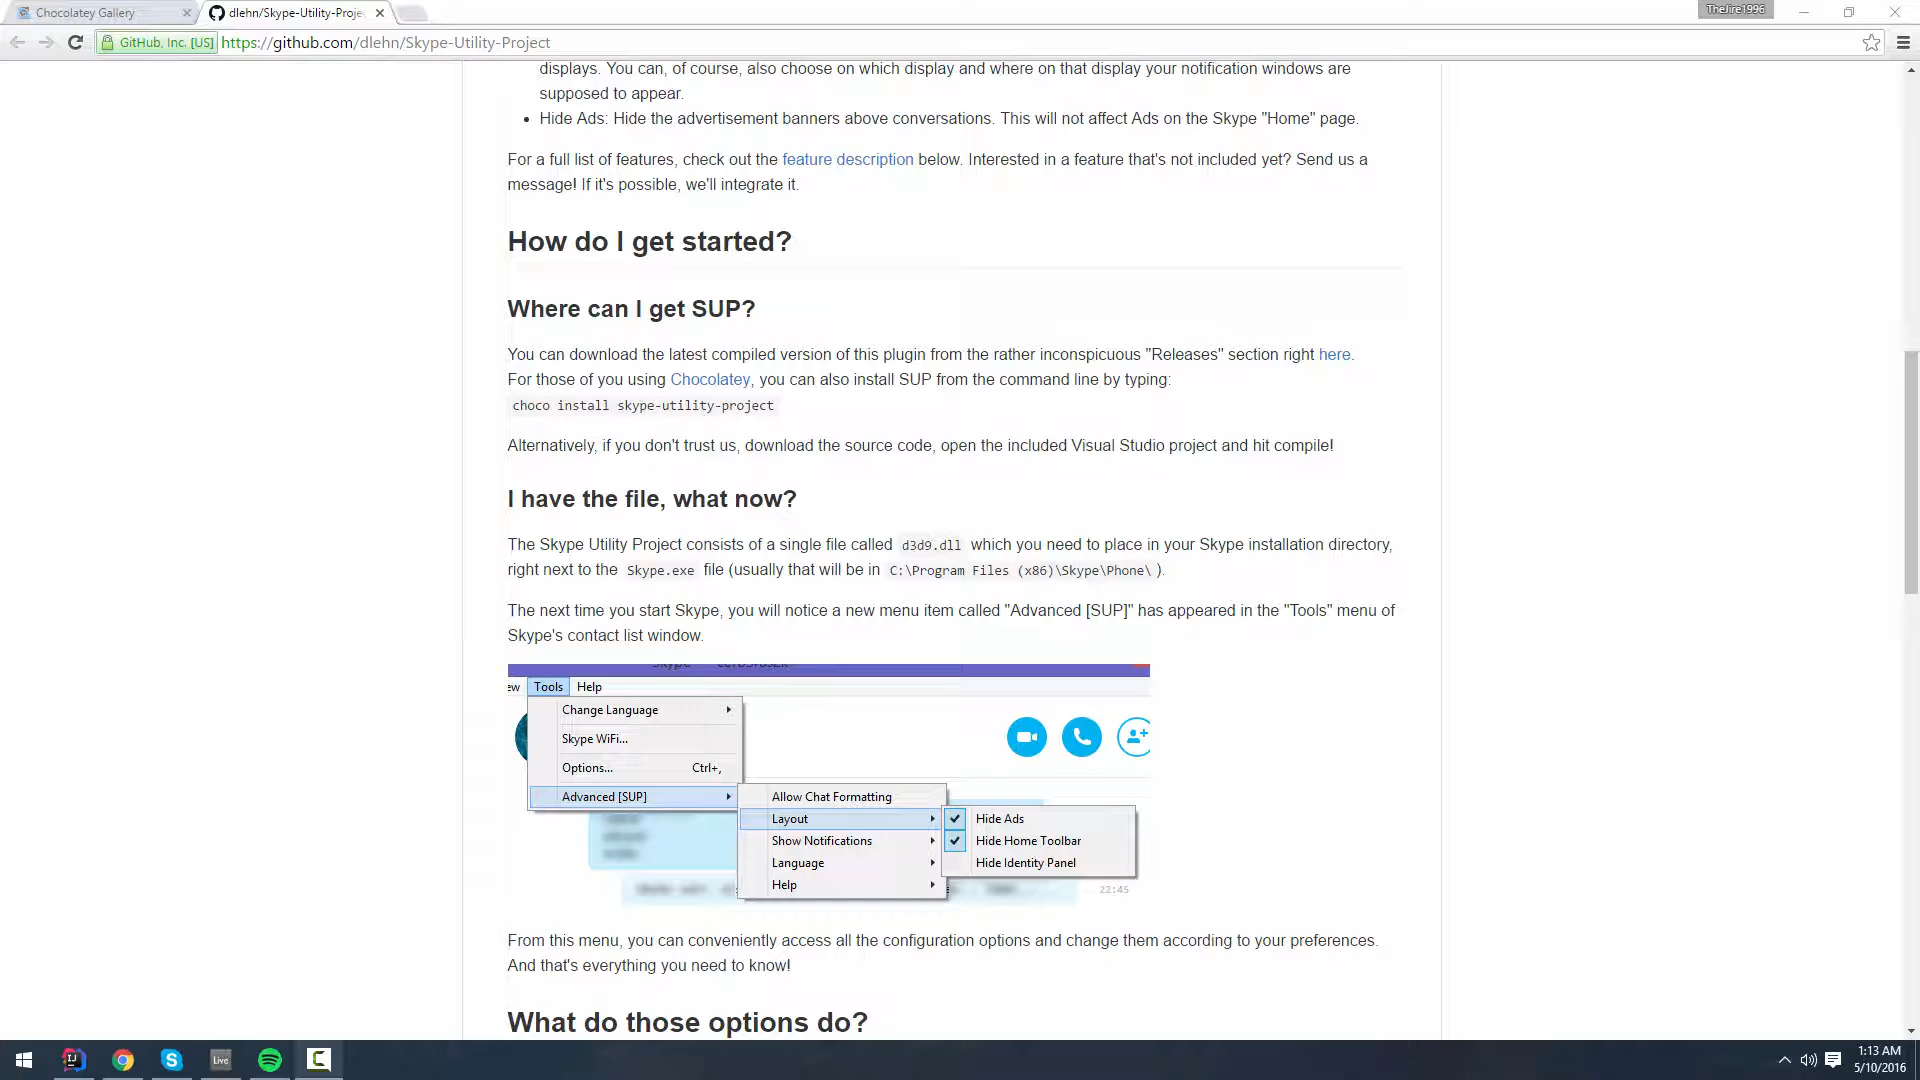 Chocolatey Gallery
dlehn/Skype-Utility-Proje
TheJire1996
GitHub, Inc. [US]
https://github.com/dlehn/Skype-Utility-Project
displays. You can, of course, also choose on which display and where on that display your notification windows are
supposed to appear.
Hide Ads: Hide the advertisement banners above conversations. This will not affect Ads on the Skype "Home" page.
For a full list of features, check out the feature description below. Interested in a feature that's not included yet? Send us a
message! If it's possible, we'll integrate it.
How do I get started?
Where can I get SUP?
You can download the latest compiled version of this plugin from the rather inconspicuous "Releases" section right here.
For those of you using Chocolatey, you can also install SUP from the command line by typing:
choco install skype-utility-project
Alternatively, if you don't trust us, download the source code, open the included Visual Studio project and hit compile!
I have the file, what now?
The Skype Utility Project consists of a single file called d3d9.dll which you need to place in your Skype installation directory,
right next to the Skype.exe file (usually that will be in C:\Program Files (x86)\Skype\Phone\ ).
The next time you start Skype, you will notice a new menu item called "Advanced [SUP]" has appeared in the "Tools" menu of
Skype's contact list window.
ew Tools Help
Change Language
Skype WiFi...
Options... Ctrl+,
Advanced [SUP]
Allow Chat Formatting
Layout
Show Notifications
Language
Help
Hide Ads
Hide Home Toolbar
Hide Identity Panel
22:45
From this menu, you can conveniently access all the configuration options and change them according to your preferences.
And that's everything you need to know!
What do those options do?
Live
1:13 AM
5/10/2016